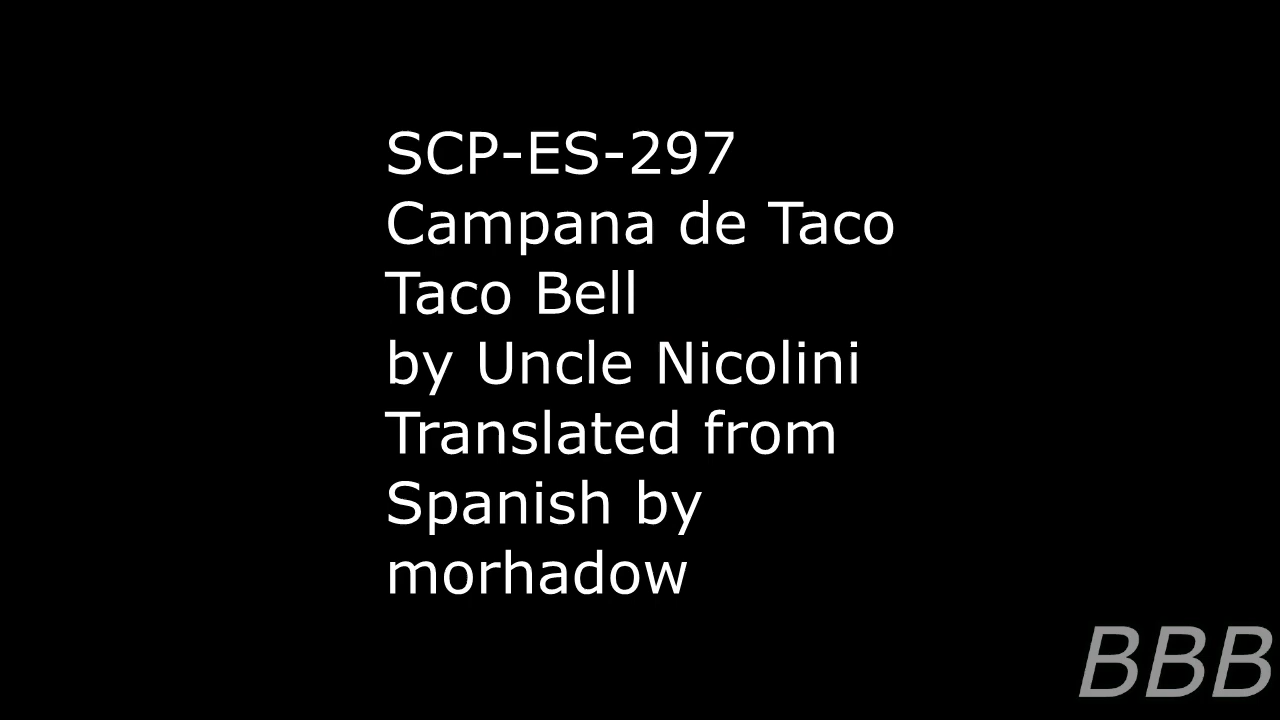 SCP-ES-297
Campana de Taco
Taco Bell
by Uncle Nicolini
Translated from
Spanish by
morhadow
BBB